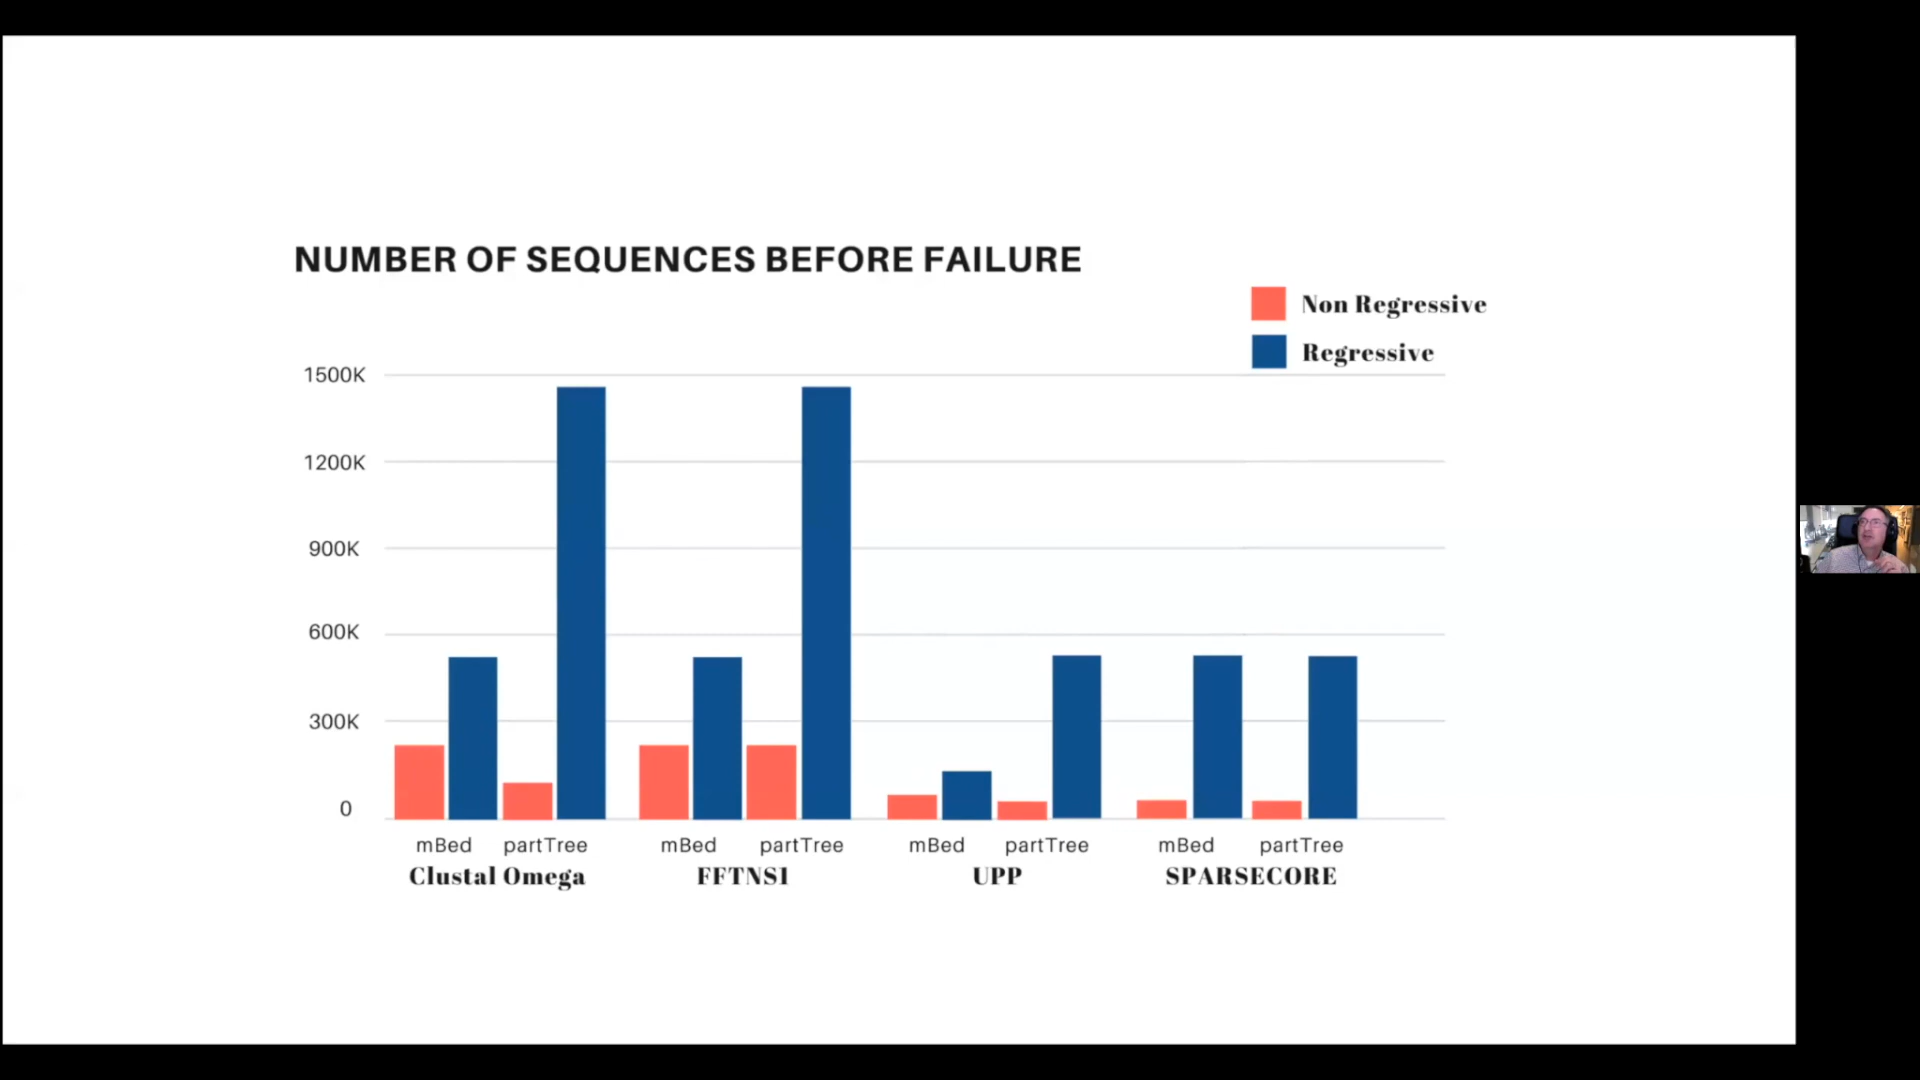 NUMBER OF SEQUENCES BEFORE FAILURE
Non Regressive
Regressive
1500K
1200K
900K
600K
300K
0
mBed partTree mBed partTree mBed partTree mBed partTree
Clustal Omega FFTNS1 UPP SPARSECORE